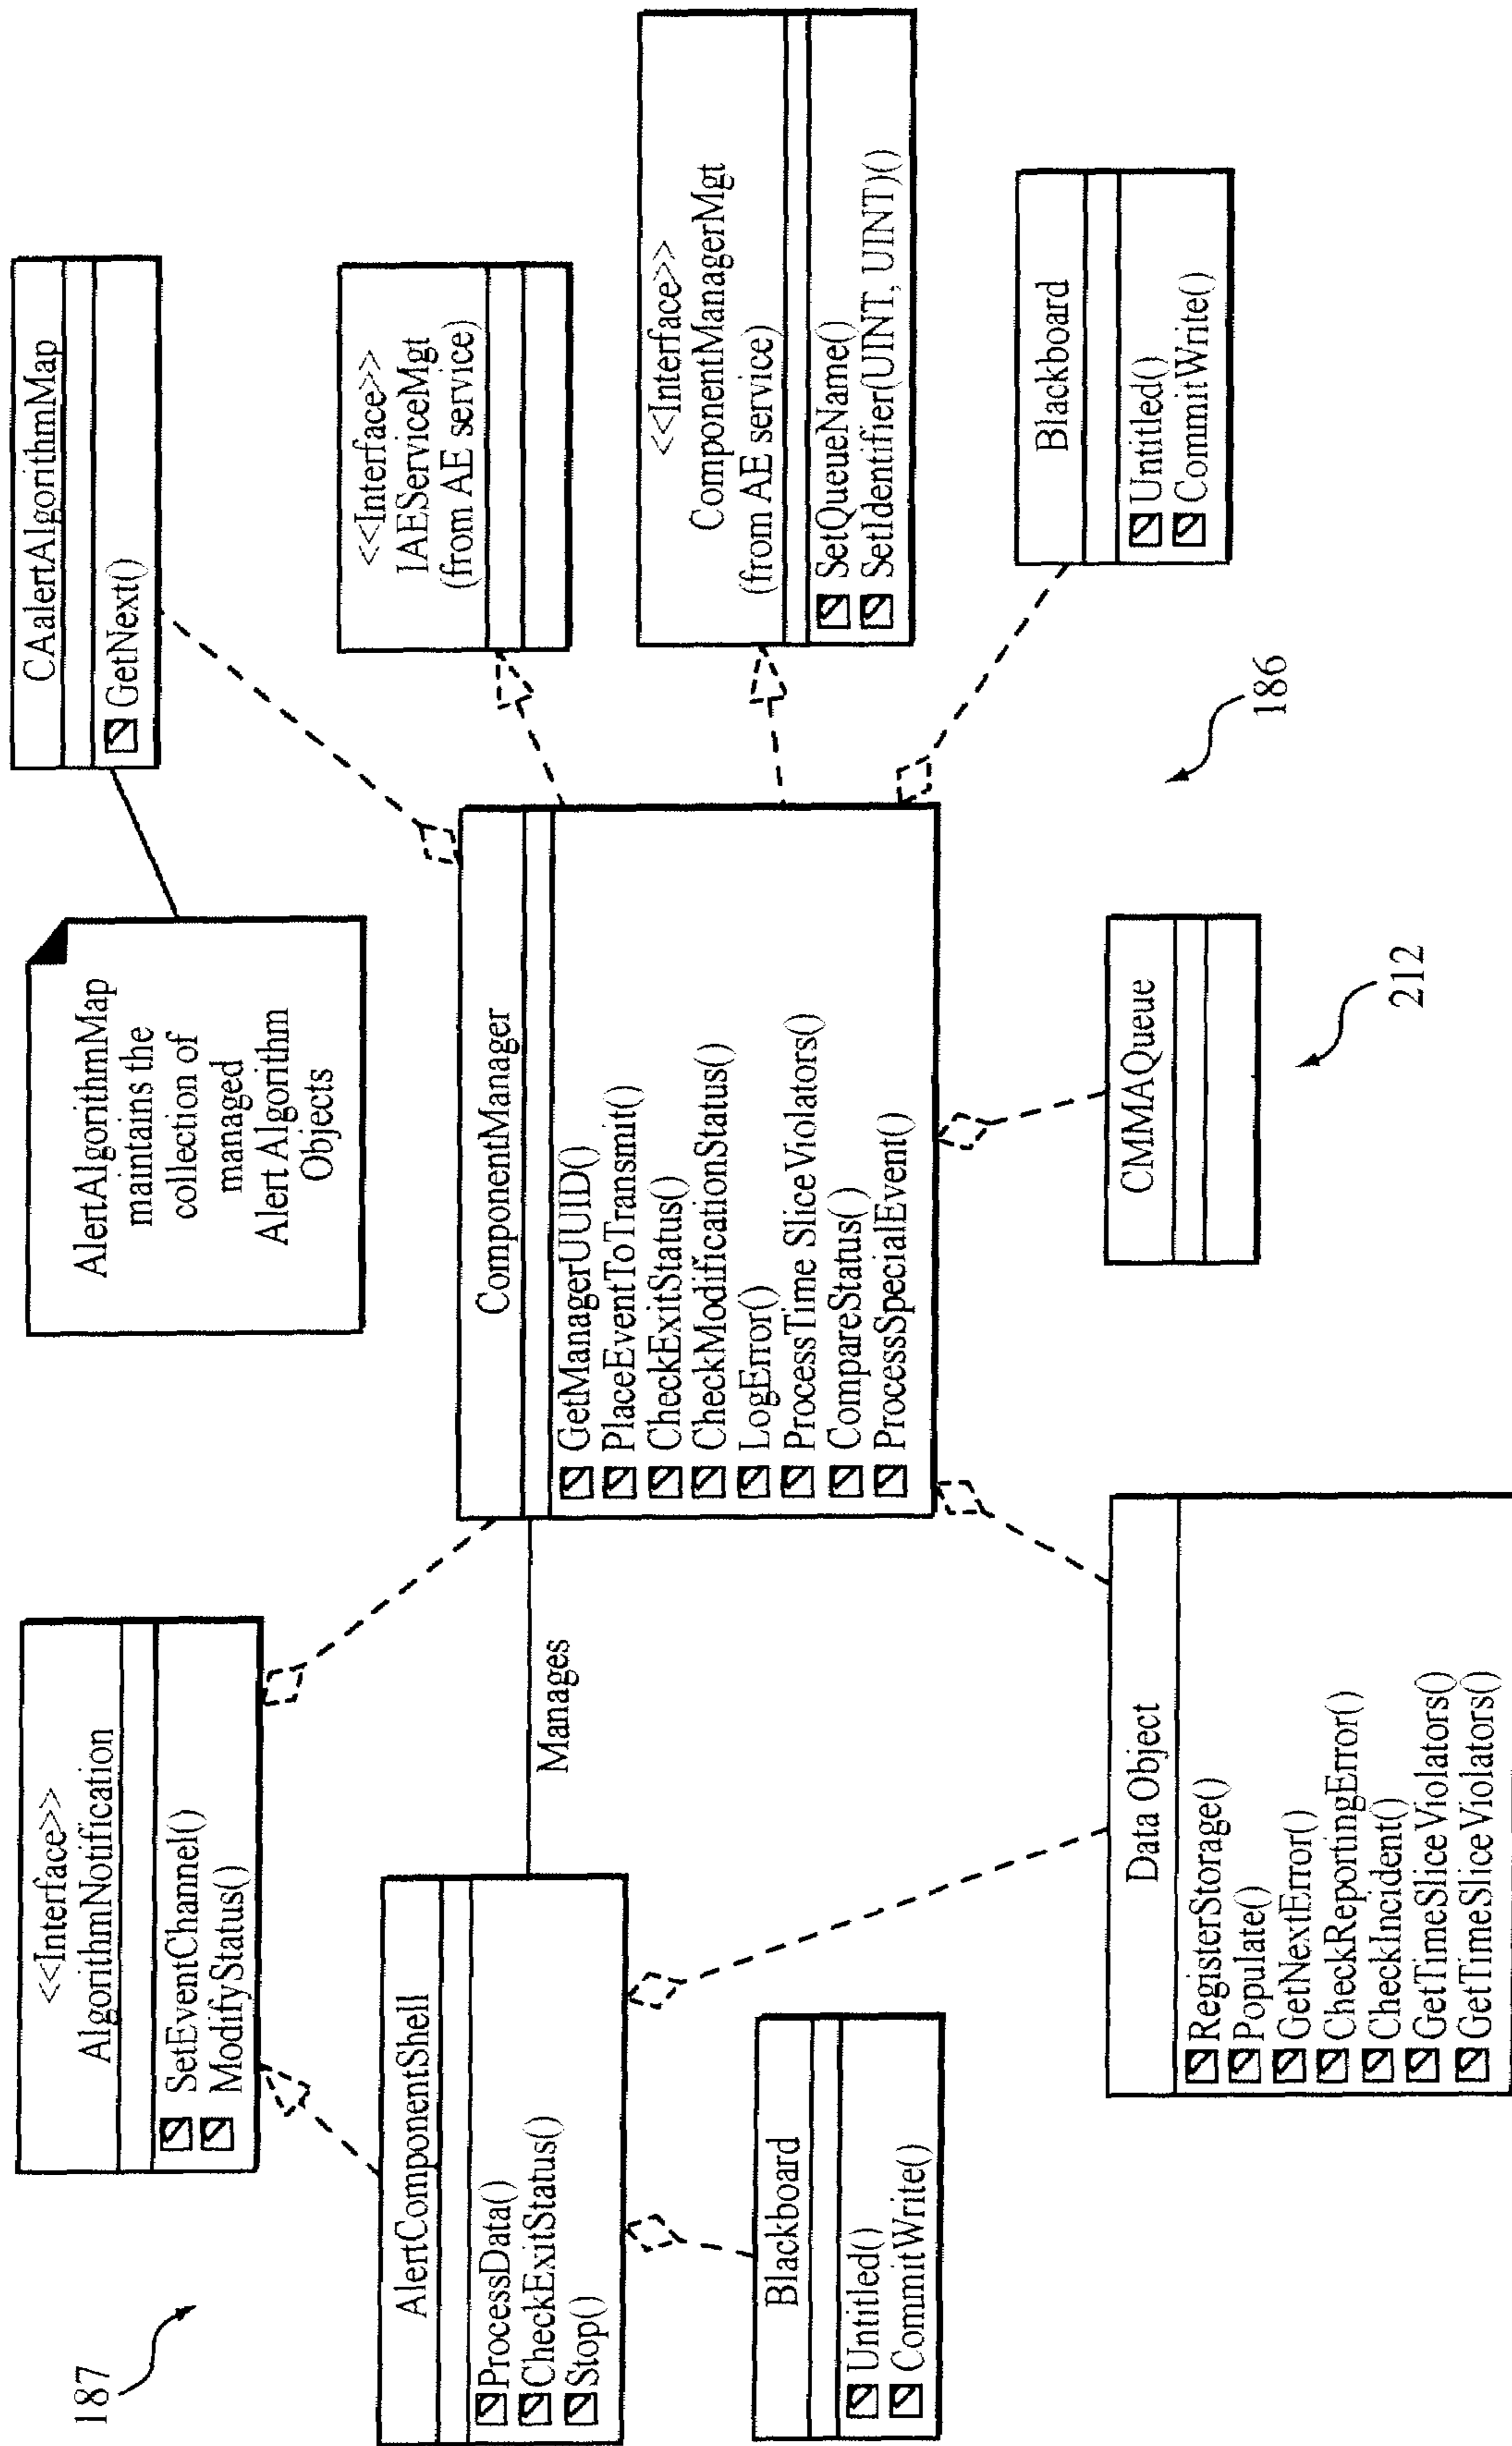 187
<<Interface>>
AlgorithmNotification
SetEventChannel()
ModifyStatus()
AlertAlgorithmMap
maintains the
collection of
managed
Alert Algorithm
Objects
CAalertAlgorithmMap
GetNext()
<<Interface>>
IAEServiceMgt
(from AE service)
AlertComponentShell
ProcessData()
CheckExitStatus()
Stop()
Manages
ComponentManager
GetManagerUUID()
PlaceEventToTransmit()
CheckExitStatus()
CheckModificationStatus()
LogError()
ProcessTime SliceViolators()
CompareStatus()
ProcessSpecialEvent()
<<Interface>>
ComponentManagerMgt
(from AE service)
SetQueueName()
SetIdentifier(UINT, UINT)()
Blackboard
Untitled()
CommitWrite()
Data Object
RegisterStorage()
Populate()
GetNextError()
CheckReportingError()
CheckIncident()
GetTimeSliceViolators()
GetTimeSliceViolators()
CMMAQueue
212
186
Blackboard
Untitled()
CommitWrite()